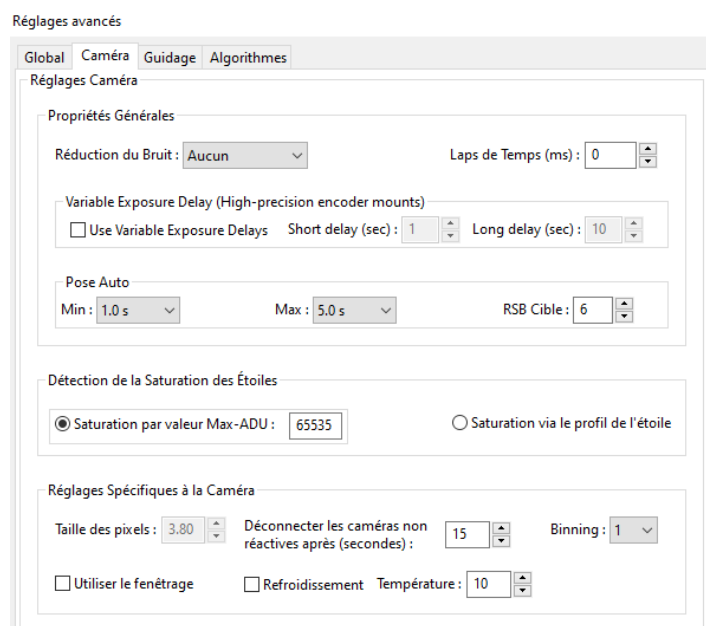 Réglages avancés
Global Caméra Guidage Algorithmes
Réglages Caméra
Propriétés Générales
Réduction du Bruit : Aucun Laps de Temps (ms) : 0
Variable Exposure Delay (High-precision encoder mounts)
Use Variable Exposure Delays Short delay (sec) : 1 Long delay (sec) : 10
Pose Auto
Min : 1.0 s Max : 5.0 s RSB Cible : 6
Détection de la Saturation des Étoiles
Saturation par valeur Max-ADU : 65535 Saturation via le profil de l'étoile
Réglages Spécifiques à la Caméra
Taille des pixels : 3.80 Déconnecter les caméras non réactives après (secondes) : 15 Binning : 1
Utiliser le fenêtrage Refroidissement Température : 10